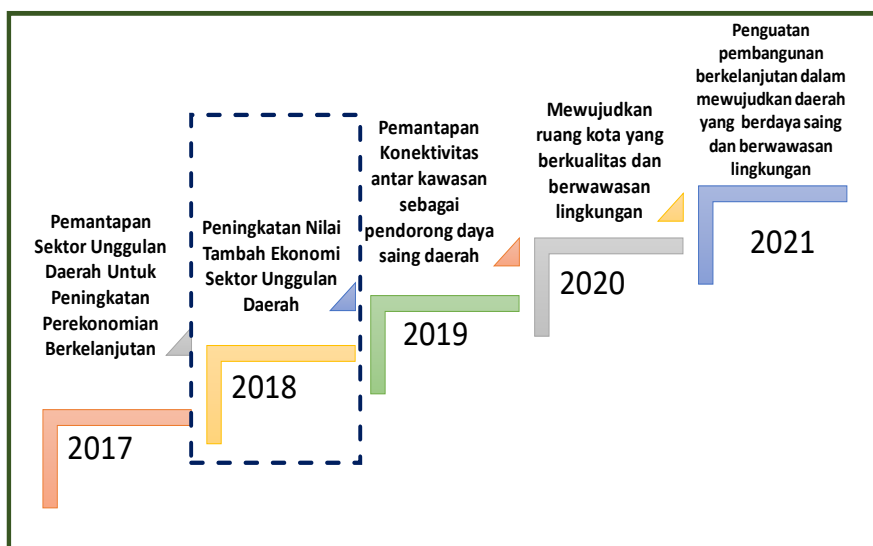 Pemantapan
Sektor Unggulan
Daerah Untuk
Peningkatan
Perekonomian
Berkelanjutan
2017
Peningkatan Nilai
Tambah Ekonomi
Sektor Unggulan
Daerah
2018
Pemantapan
Konektivitas
antar kawasan
sebagai
pendorong daya
saing daerah
2019
Mewujudkan
ruang kota yang
berkualitas dan
berwawasan
lingkungan
2020
Penguatan
pembangunan
berkelanjutan dalam
mewujudkan daerah
yang berdaya saing
dan berwawasan
lingkungan
2021